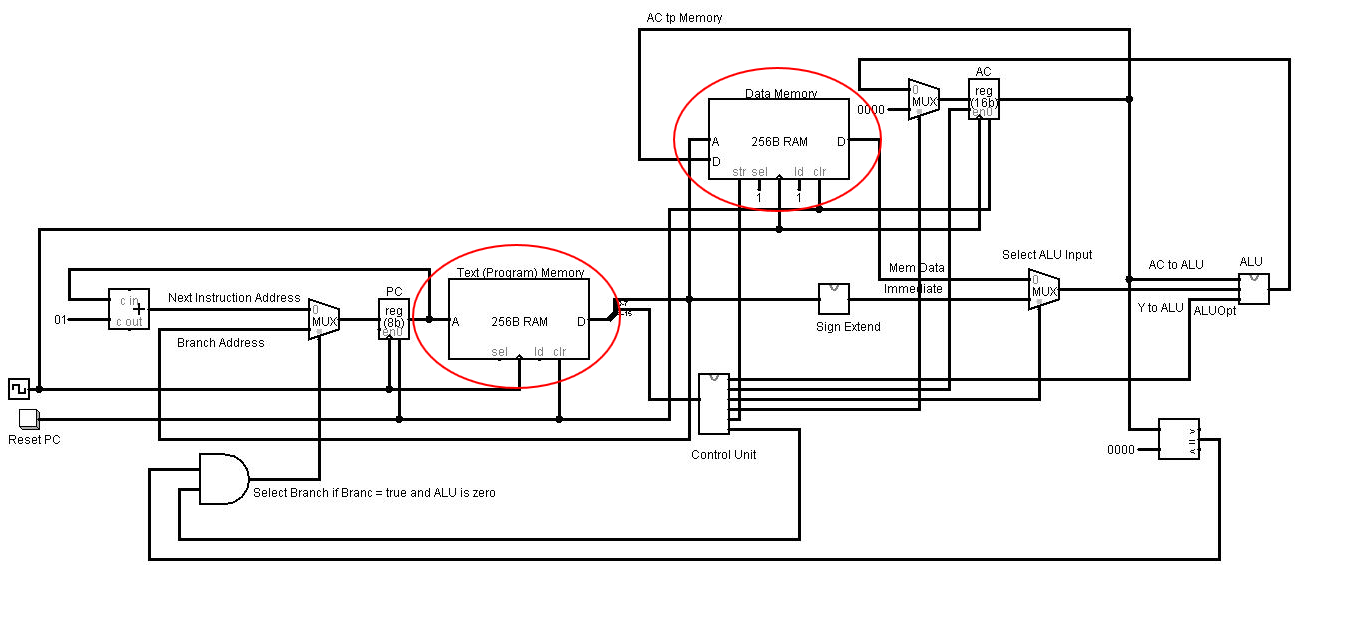 AC tp Memory
AC
reg
(16b)
en0
0
MUX
0000
Data Memory
A
256B RAM
D
D
str sel
ld clr
1
1
Select ALU Input
Mem Data
0
MUX
Immediate
AC to ALU
ALU
Y to ALU
ALUOpt
Sign Extend
Text (Program) Memory
A
256B RAM
D
sel
ld clr
c in
+
c out
01
Next Instruction Address
Branch Address
0
MUX
PC
reg
(8b)
en0
Reset PC
Control Unit
0000
>
=
<
Select Branch if Branc = true and ALU is zero